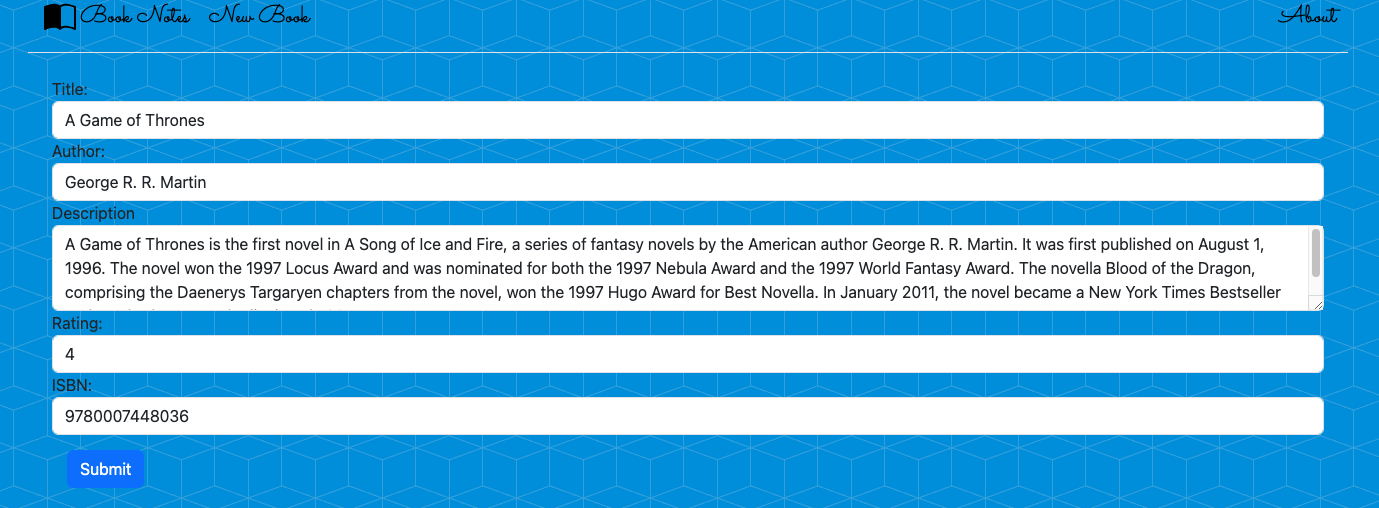 Book Notes New Book About
Title:
A Game of Thrones
Author:
George R. R. Martin
Description
A Game of Thrones is the first novel in A Song of Ice and Fire, a series of fantasy novels by the American author George R. R. Martin. It was first published on August 1,
1996. The novel won the 1997 Locus Award and was nominated for both the 1997 Nebula Award and the 1997 World Fantasy Award. The novella Blood of the Dragon,
comprising the Daenerys Targaryen chapters from the novel, won the 1997 Hugo Award for Best Novella. In January 2011, the novel became a New York Times Bestseller
Rating:
4
ISBN:
9780007448036
Submit